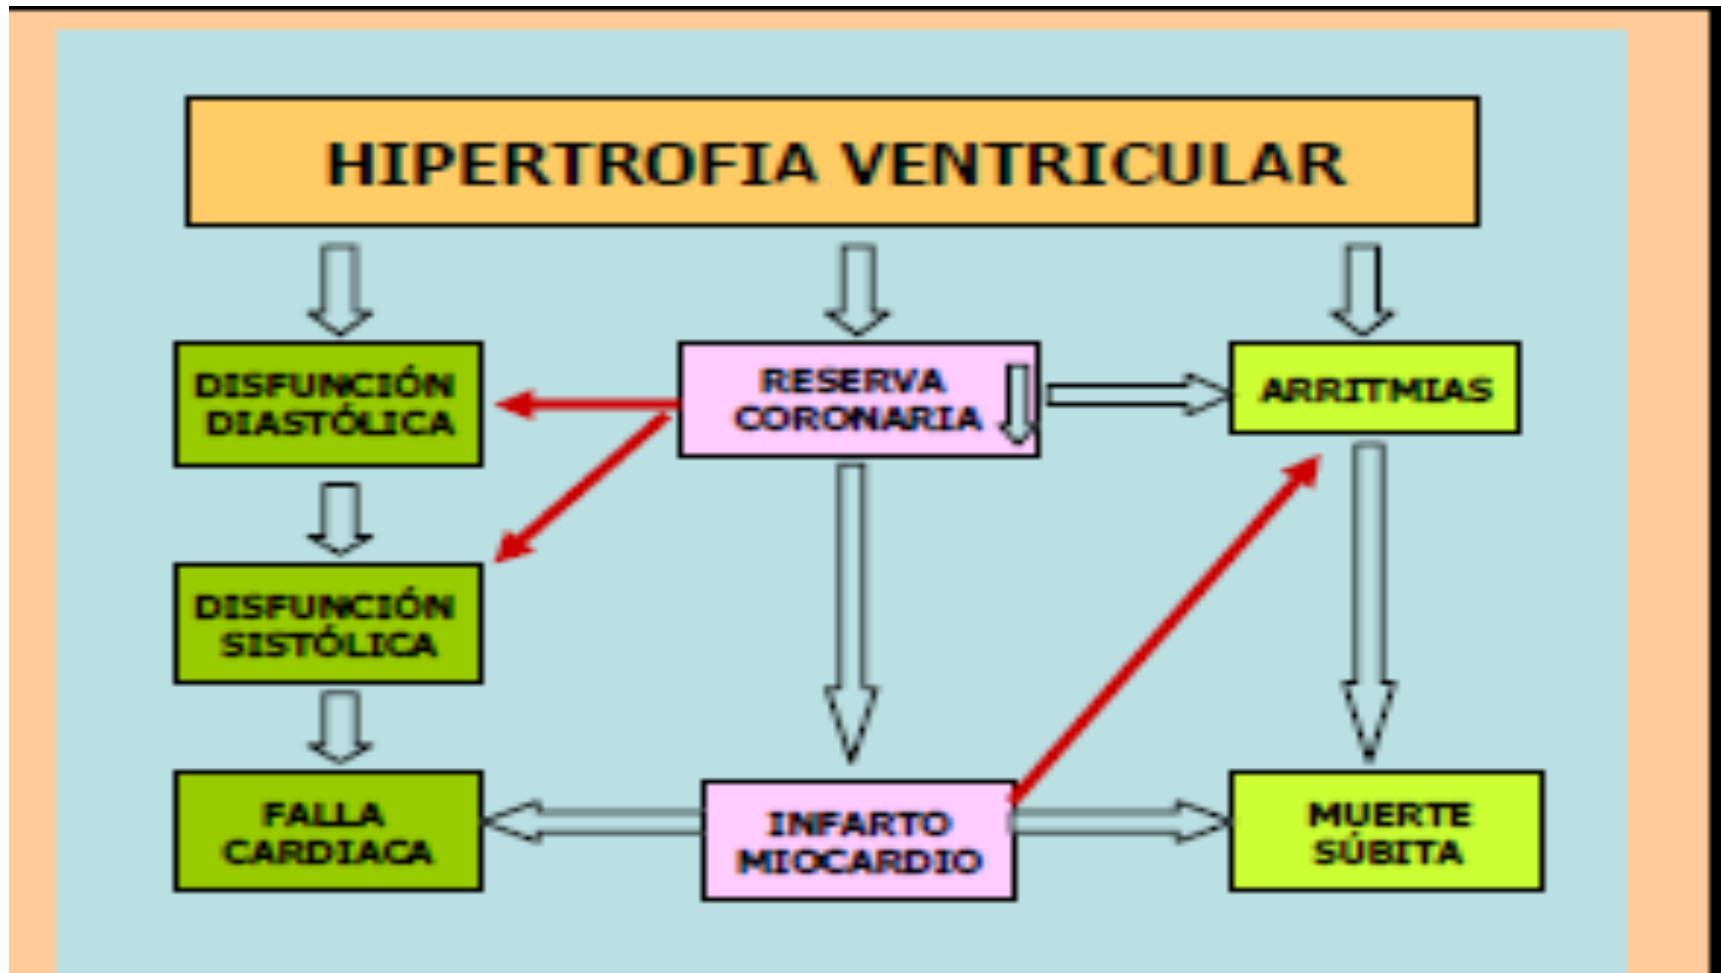 HIPERTROFIA VENTRICULAR
DISFUNCIÓN
DIASTÓLICA
RESERVA
CORONARIA
ARRITMIAS
DISFUNCIÓN
SISTÓLICA
FALLA
CARDIACA
INFARTO
MIOCARDIO
MUERTE
SÚBITA